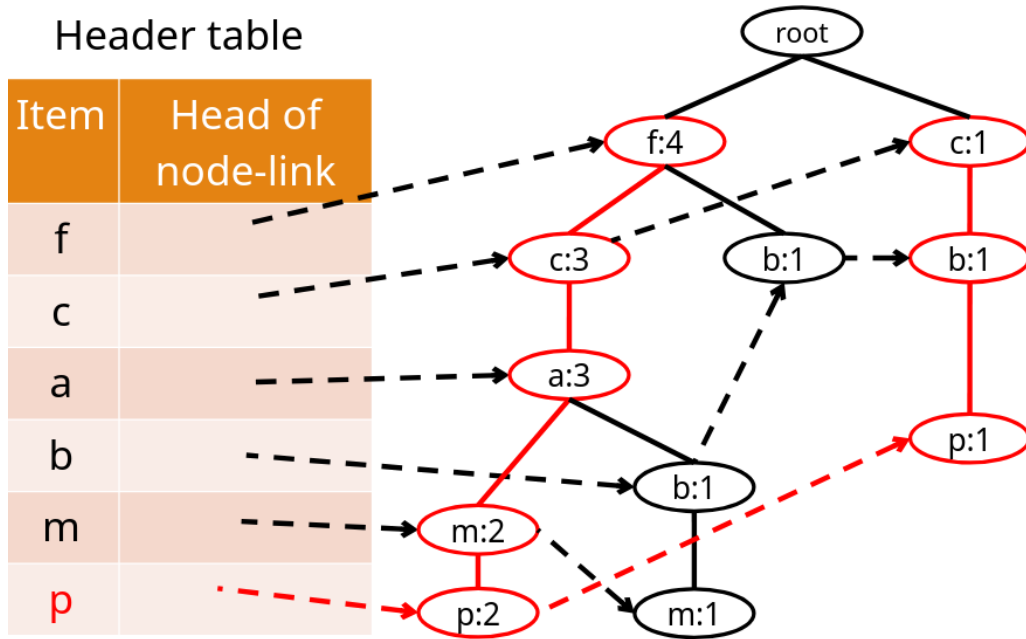 Header table
Item
Head of
node-link
f
c
a
b
m
p
root
f:4
c:1
c:3
b:1
b:1
a:3
p:1
b:1
m:2
p:2
m:1